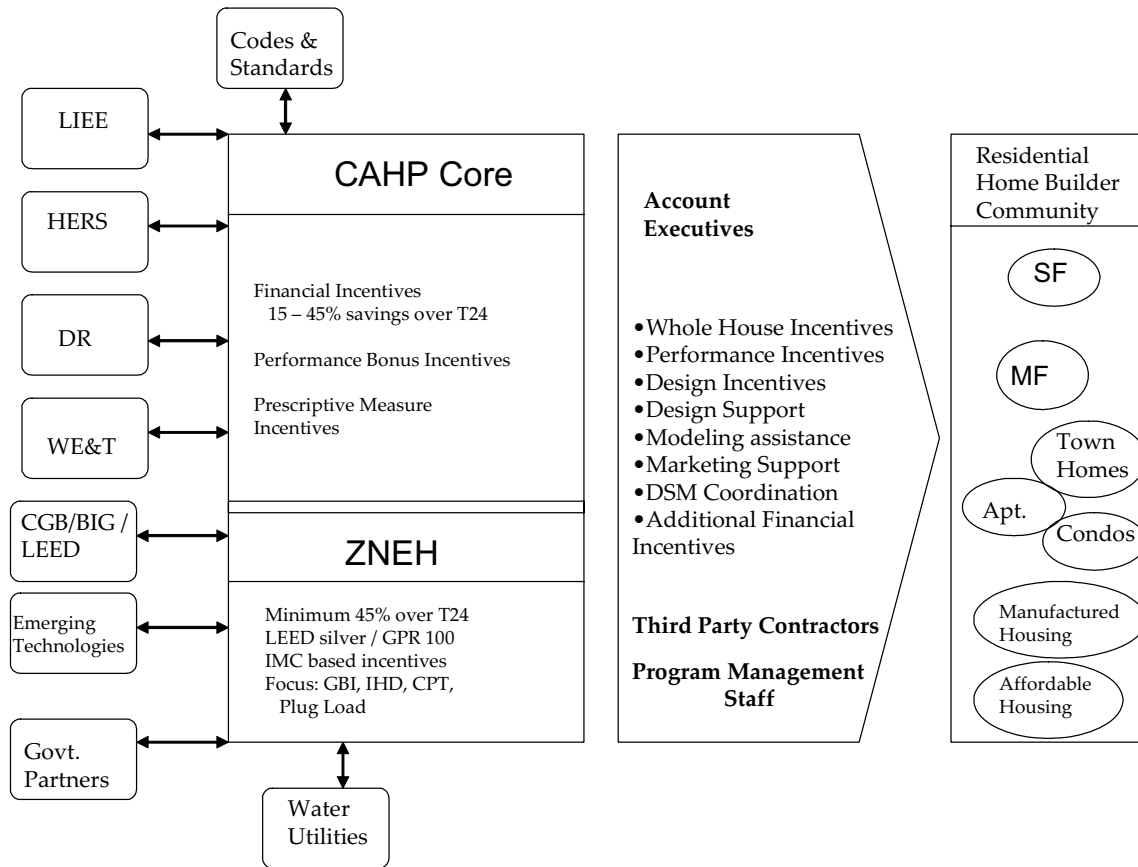 Codes &
Standards
LIEE
HERS
DR
WE&T
CGB/BIG /
LEED
Emerging
Technologies
Govt.
Partners
CAHP Core
Financial Incentives
15 – 45% savings over T24
Performance Bonus Incentives
Prescriptive Measure
Incentives
ZNEH
Minimum 45% over T24
LEED silver / GPR 100
IMC based incentives
Focus: GBI, IHD, CPT,
Plug Load
Water
Utilities
Account
Executives
•Whole House Incentives
•Performance Incentives
•Design Incentives
•Design Support
•Modeling assistance
•Marketing Support
•DSM Coordination
•Additional Financial
Incentives
Third Party Contractors
Program Management
Staff
Residential
Home Builder
Community
SF
MF
Town
Homes
Apt.
Condos
Manufactured
Housing
Affordable
Housing